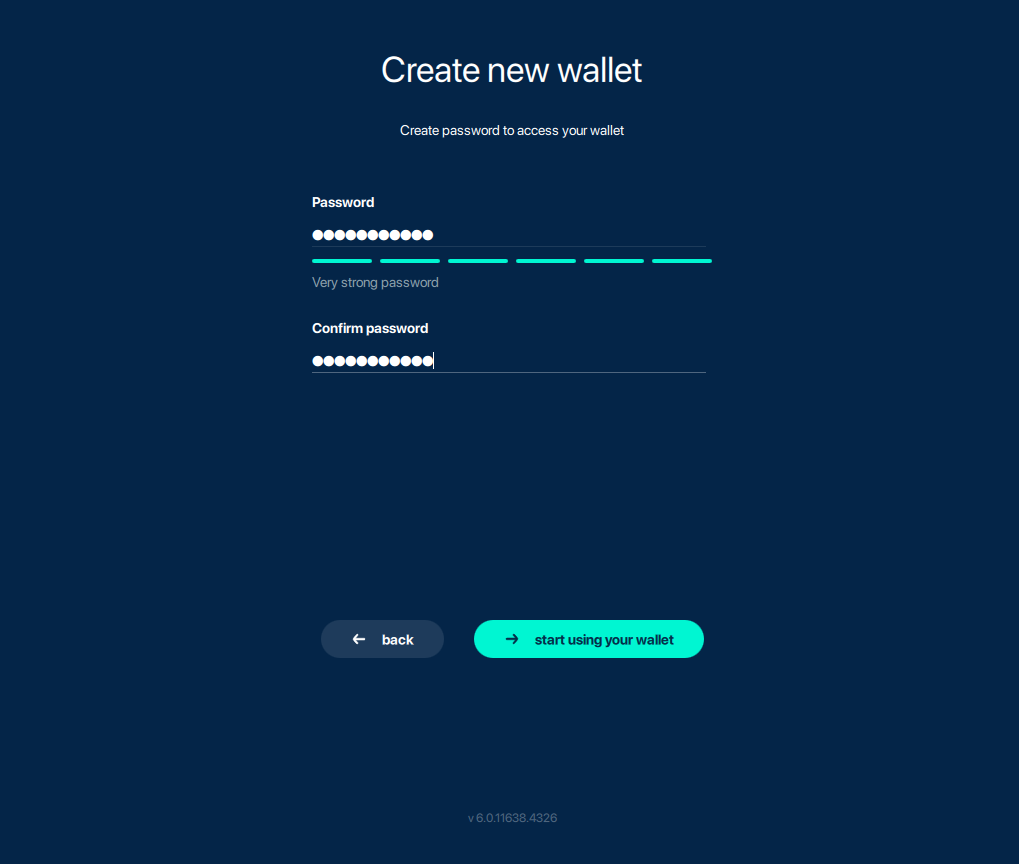 Create new wallet
Create password to access your wallet
Password
●●●●●●●●●●●
Very strong password
Confirm password
●●●●●●●●●●●
back
start using your wallet
v 6.0.11638.4326